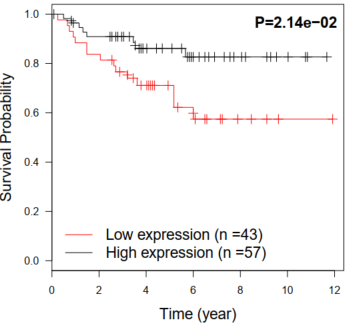 P=2.14e−02
Survival Probability
1.0
0.8
0.6
0.4
0.2
0.0
Low expression (n =43)
High expression (n =57)
0 2 4 6 8 10 12
Time (year)